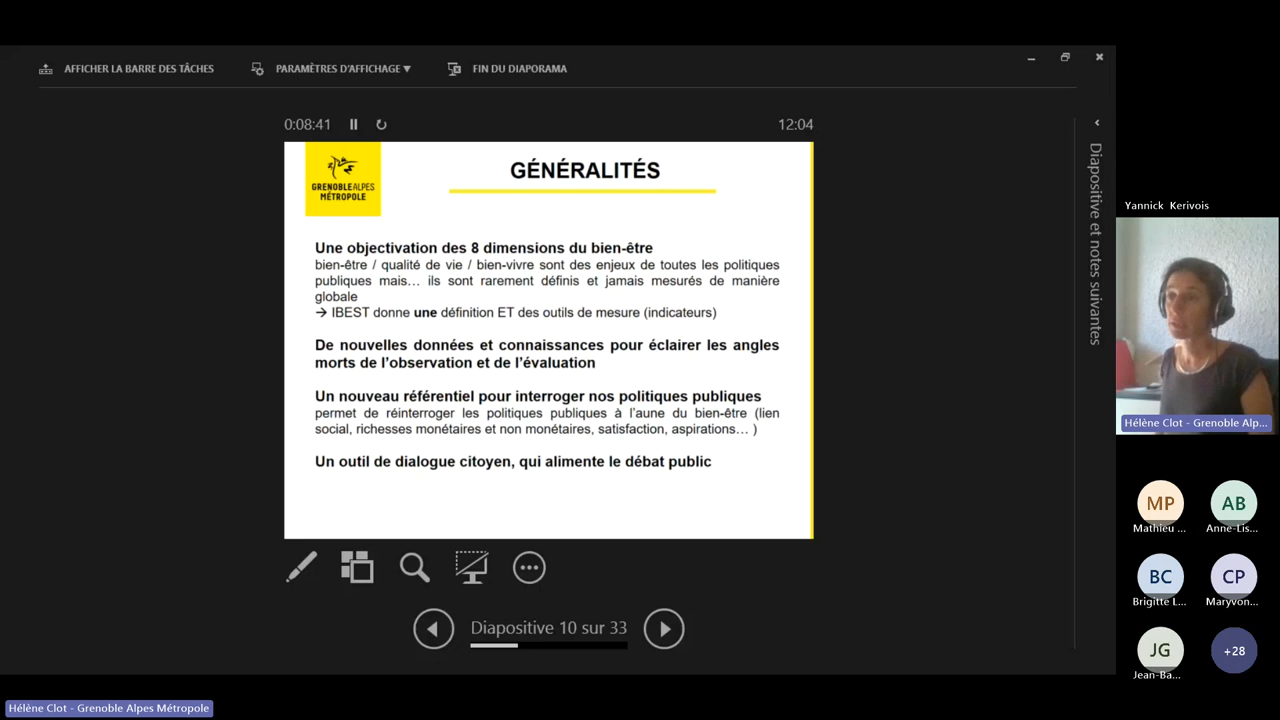 AFFICHER LA BARRE DES TÂCHES
PARAMÈTRES D'AFFICHAGE
FIN DU DIAPORAMA
0:08:41
12:04
GRENOBLEALPES
MÉTROPOLE
GÉNÉRALITÉS
Une objectivation des 8 dimensions du bien-être
bien-être / qualité de vie / bien-vivre sont des enjeux de toutes les politiques
publiques mais… ils sont rarement définis et jamais mesurés de manière
globale
→ IBEST donne une définition ET des outils de mesure (indicateurs)
De nouvelles données et connaissances pour éclairer les angles
morts de l'observation et de l'évaluation
Un nouveau référentiel pour interroger nos politiques publiques
permet de réinterroger les politiques publiques à l'aune du bien-être (lien
social, richesses monétaires et non monétaires, satisfaction, aspirations… )
Un outil de dialogue citoyen, qui alimente le débat public
Diapositive 10 sur 33
Diapositive et notes suivantes
Yannick Kerivois
Hélène Clot - Grenoble Alp...
MP
Mathieu ...
AB
Anne-Lis...
BC
Brigitte L...
CP
Maryvon...
JG
Jean-Ba...
+28
Hélène Clot - Grenoble Alpes Métropole